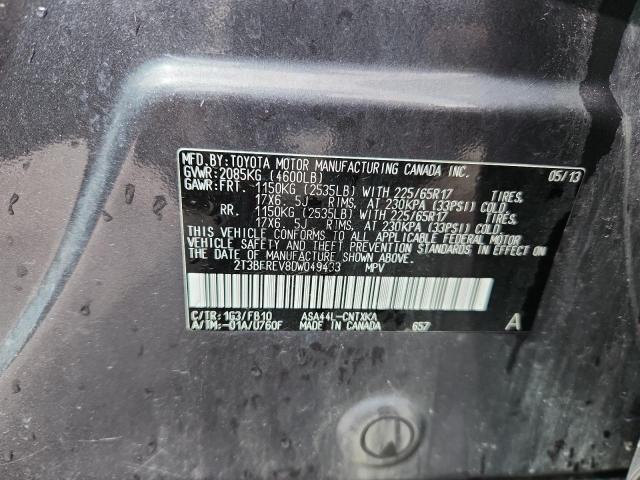 MFD.BY:TOYOTA MOTOR MANUFACTURING CANADA INC. 05/13
GVWR:2085KG (4600LB)
GAWR:FRT. 1150KG (2535LB) WITH 225/65R17 TIRES.
17X6. 5J RIMS. AT 230KPA (33PSI) COLD
RR. 1150KG (2535LB) WITH 225/65R17 TIRES.
17X6. 5J RIMS. AT 230KPA (33PSI) COLD
THIS VEHICLE CONFORMS TO ALL APPLICABLE FEDERAL MOTOR
VEHICLE SAFETY AND THEFT PREVENTION STANDARDS IN EFFECT ON
THE DATE OF MANUFACTURE SHOWN ABOVE.
2T3BFREV8DW049433 MPV
C/TR:1G3/FB10 ASA44L-CNTXKA
A/TM:-01A/U760F MADE IN CANADA 657 A